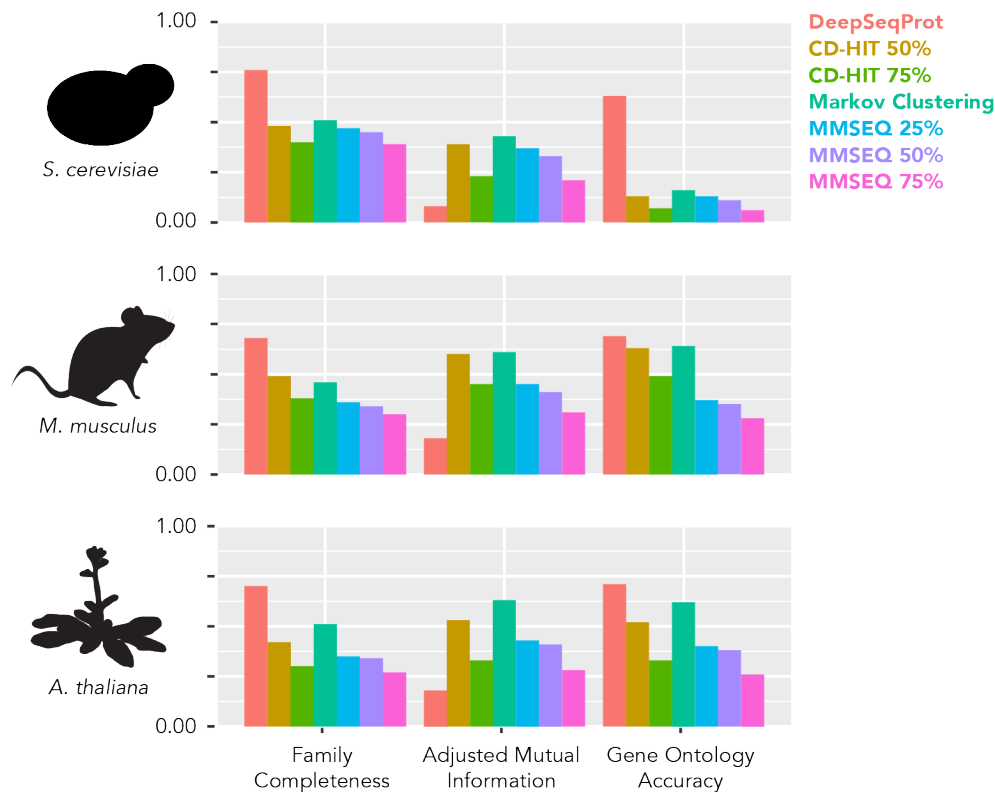 1.00
S. cerevisiae
0.00
DeepSeqProt
CD-HIT 50%
CD-HIT 75%
Markov Clustering
MMSEQ 25%
MMSEQ 50%
MMSEQ 75%
1.00
M. musculus
0.00
1.00
A. thaliana
0.00
Family
Completeness
Adjusted Mutual
Information
Gene Ontology
Accuracy